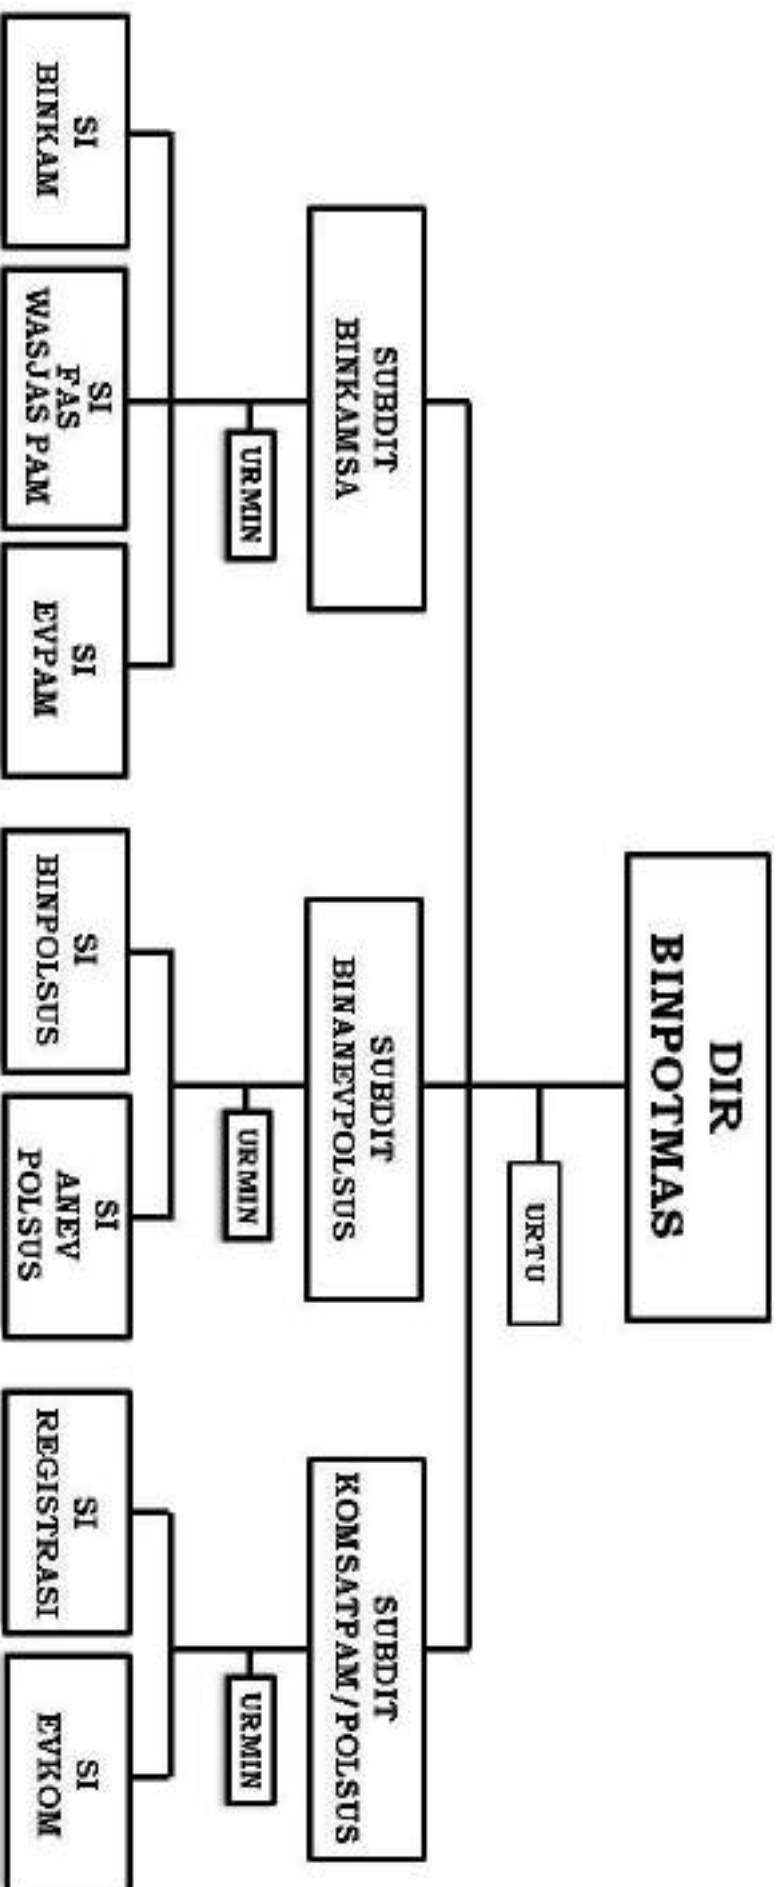 DIR
BINPOTMAS
URTU
SUBDIT
BINKAMSA
SUBDIT
BINANEVPOLSUS
SUBDIT
KOMSATPAM/POLSUS
URMIN
URMIN
URMIN
SI
BINKAM
SI
FAS
WASJAS PAM
SI
EVPAM
SI
BINPOLSUS
SI
ANEV
POLSUS
SI
REGISTRASI
SI
EVKOM